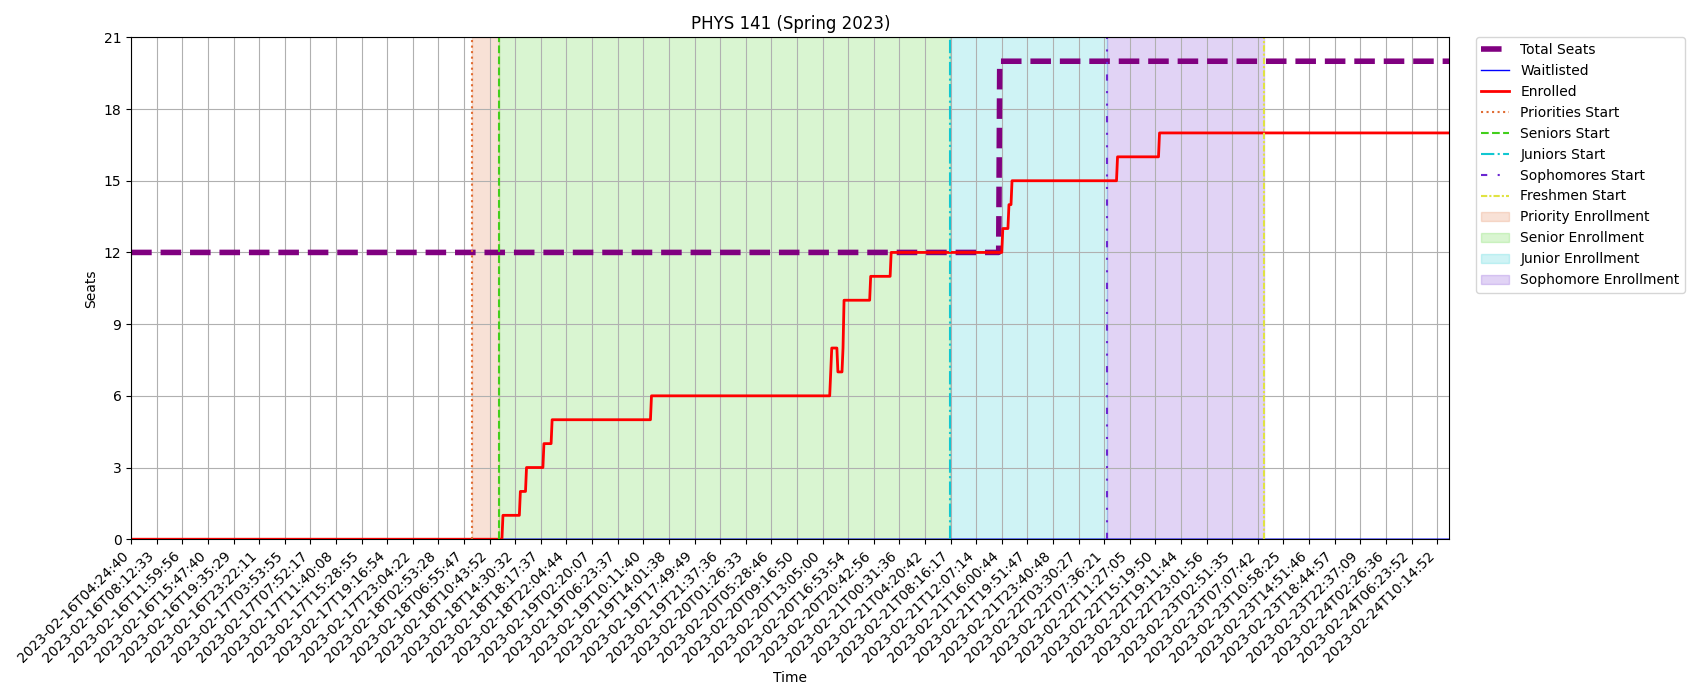 PHYS 141 (Spring 2023)
21
18
15
12
9
6
3
0
Seats
2023-02-16T04:24:40
2023-02-16T08:12:33
2023-02-16T11:59:56
2023-02-16T15:47:40
2023-02-16T19:35:29
2023-02-16T23:22:11
2023-02-17T03:53:55
2023-02-17T07:52:17
2023-02-17T11:40:08
2023-02-17T15:28:55
2023-02-17T19:16:54
2023-02-17T23:04:22
2023-02-18T02:53:28
2023-02-18T06:55:47
2023-02-18T10:43:52
2023-02-18T14:30:32
2023-02-18T18:17:37
2023-02-18T22:04:44
2023-02-19T02:20:07
2023-02-19T06:23:37
2023-02-19T10:11:40
2023-02-19T14:01:38
2023-02-19T17:49:49
2023-02-19T21:37:36
2023-02-20T01:26:33
2023-02-20T05:28:46
2023-02-20T09:16:50
2023-02-20T13:05:00
2023-02-20T16:53:54
2023-02-20T20:42:56
2023-02-21T00:31:36
2023-02-21T04:20:42
2023-02-21T08:16:17
2023-02-21T12:07:14
2023-02-21T16:00:44
2023-02-21T19:51:47
2023-02-21T23:40:48
2023-02-22T03:30:27
2023-02-22T07:36:21
2023-02-22T11:27:05
2023-02-22T15:19:50
2023-02-22T19:11:44
2023-02-22T23:01:56
2023-02-23T02:51:35
2023-02-23T07:07:42
2023-02-23T10:58:25
2023-02-23T14:51:46
2023-02-23T18:44:57
2023-02-23T22:37:09
2023-02-24T02:26:36
2023-02-24T06:23:52
2023-02-24T10:14:52
Time
Total Seats
Waitlisted
Enrolled
Priorities Start
Seniors Start
Juniors Start
Sophomores Start
Freshmen Start
Priority Enrollment
Senior Enrollment
Junior Enrollment
Sophomore Enrollment